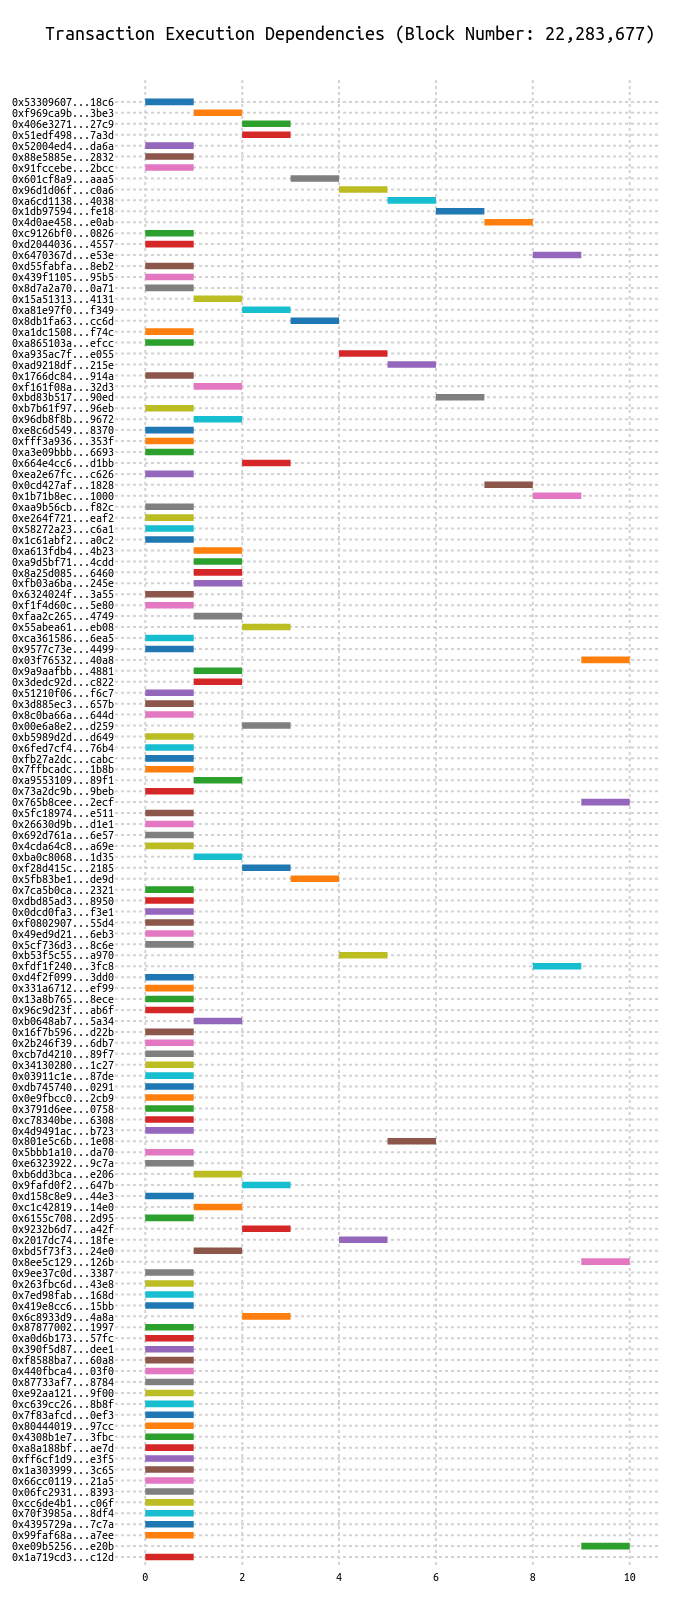 Transaction Execution Dependencies (Block Number: 22,283,677)
0x53309607...18c6
0xf969ca9b...3be3
0x406e3271...27c9
0x51edf498...7a3d
0x52004ed4...da6a
0x88e5885e...2832
0x91fccebe...2bcc
0x601cf8a9...aaa5
0x96d1d06f...c0a6
0xa6cd1138...4038
0x1db97594...fe18
0x4d0ae458...e0ab
0xc9126bf0...0826
0xd2044036...4557
0x6470367d...e53e
0xd55fabfa...8eb2
0x439f1105...95b5
0x8d7a2a70...0a71
0x15a51313...4131
0xa81e97f0...f349
0x8db1fa63...cc6d
0xa1dc1508...f74c
0xa865103a...efcc
0xa935ac7f...e055
0xad9218df...215e
0x1766dc84...914a
0xf161f08a...32d3
0xbd83b517...90ed
0xb7b61f97...96eb
0x96db8f8b...9672
0xe8c6d549...8370
0xfff3a936...353f
0xa3e09bbb...6693
0x664e4cc6...d1bb
0xea2e67fc...c626
0x0cd427af...1828
0x1b71b8ec...1000
0xaa9b56cb...f82c
0xe264f721...eaf2
0x58272a23...c6a1
0x1c61abf2...a0c2
0xa613fdb4...4b23
0xa9d5bf71...4cdd
0x8a25d085...6460
0xfb03a6ba...245e
0x6324024f...3a55
0xf1f4d60c...5e80
0xfaa2c265...4749
0x55abea61...eb08
0xca361586...6ea5
0x9577c73e...4499
0x03f76532...40a8
0x9a9aafbb...4881
0x3dedc92d...c822
0x51210f06...f6c7
0x3d885ec3...657b
0x8c0ba66a...644d
0x00e6a8e2...d259
0xb5989d2d...d649
0x6fed7cf4...76b4
0xfb27a2dc...cabc
0x7ffbcadc...1b8b
0xa9553109...89f1
0x73a2dc9b...9beb
0x765b8cee...2ecf
0x5fc18974...e511
0x26630d9b...d1e1
0x692d761a...6e57
0x4cda64c8...a69e
0xba0c8068...1d35
0xf28d415c...2185
0x5fb83be1...de9d
0x7ca5b0ca...2321
0xdbd85ad3...8950
0x0dcd0fa3...f3e1
0xf0802907...55d4
0x49ed9d21...6eb3
0x5cf736d3...8c6e
0xb53f5c55...a970
0xfdf1f240...3fc8
0xd4f2f099...3dd0
0x331a6712...ef99
0x13a8b765...8ece
0x96c9d23f...ab6f
0xb0648ab7...5a34
0x16f7b596...d22b
0x2b246f39...6db7
0xcb7d4210...89f7
0x34130280...1c27
0x03911c1e...87de
0xdb745740...0291
0x0e9fbcc0...2cb9
0x3791d6ee...0758
0xc78340be...6308
0x4d9491ac...b723
0x801e5c6b...1e08
0x5bbb1a10...da70
0xe6323922...9c7a
0xb6dd3bca...e206
0x9fafd0f2...647b
0xd158c8e9...44e3
0xc1c42819...14e0
0x6155c708...2d95
0x9232b6d7...a42f
0x2017dc74...18fe
0xbd5f73f3...24e0
0x8ee5c129...126b
0x9ee37c0d...3387
0x263fbc6d...43e8
0x7ed98fab...168d
0x419e8cc6...15bb
0x6c8933d9...4a8a
0x87877002...1997
0xa0d6b173...57fc
0x390f5d87...dee1
0xf8588ba7...60a8
0x440fbca4...03f0
0x87733af7...8784
0xe92aa121...9f00
0xc639cc26...8b8f
0x7f83afcd...0ef3
0x80444019...97cc
0x4308b1e7...3fbc
0xa8a188bf...ae7d
0xff6cf1d9...e3f5
0x1a303999...3c65
0x66cc0119...21a5
0x06fc2931...8393
0xcc6de4b1...c06f
0x70f3985a...8df4
0x4395729a...7c7a
0x99faf68a...a7ee
0xe09b5256...e20b
0x1a719cd3...c12d
0 2 4 6 8 10